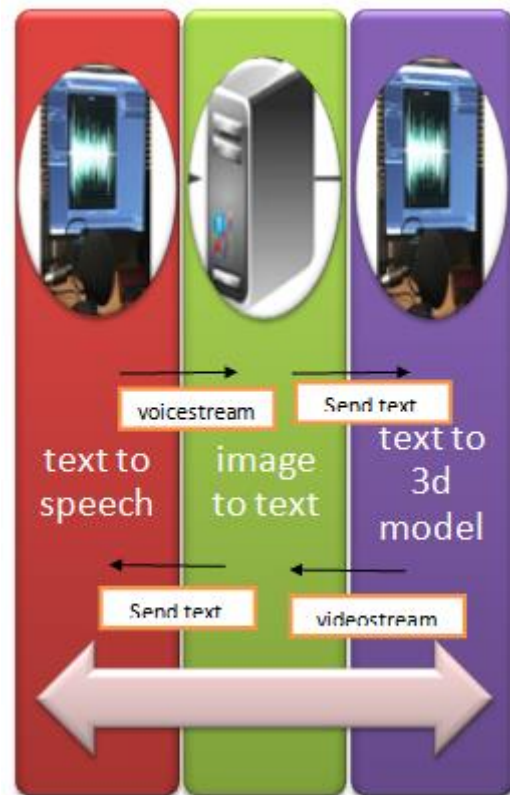 voicestream
Send text
text to
speech
image
to text
text to
3d
model
Send text
videostream